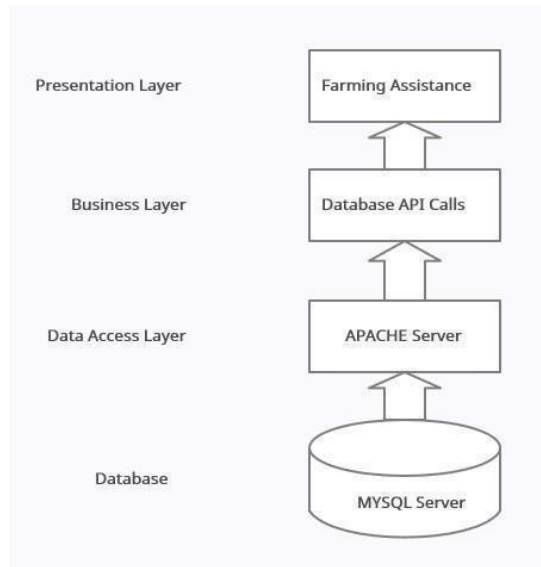 Presentation Layer
Farming Assistance
Business Layer
Database API Calls
Data Access Layer
APACHE Server
Database
MYSQL Server